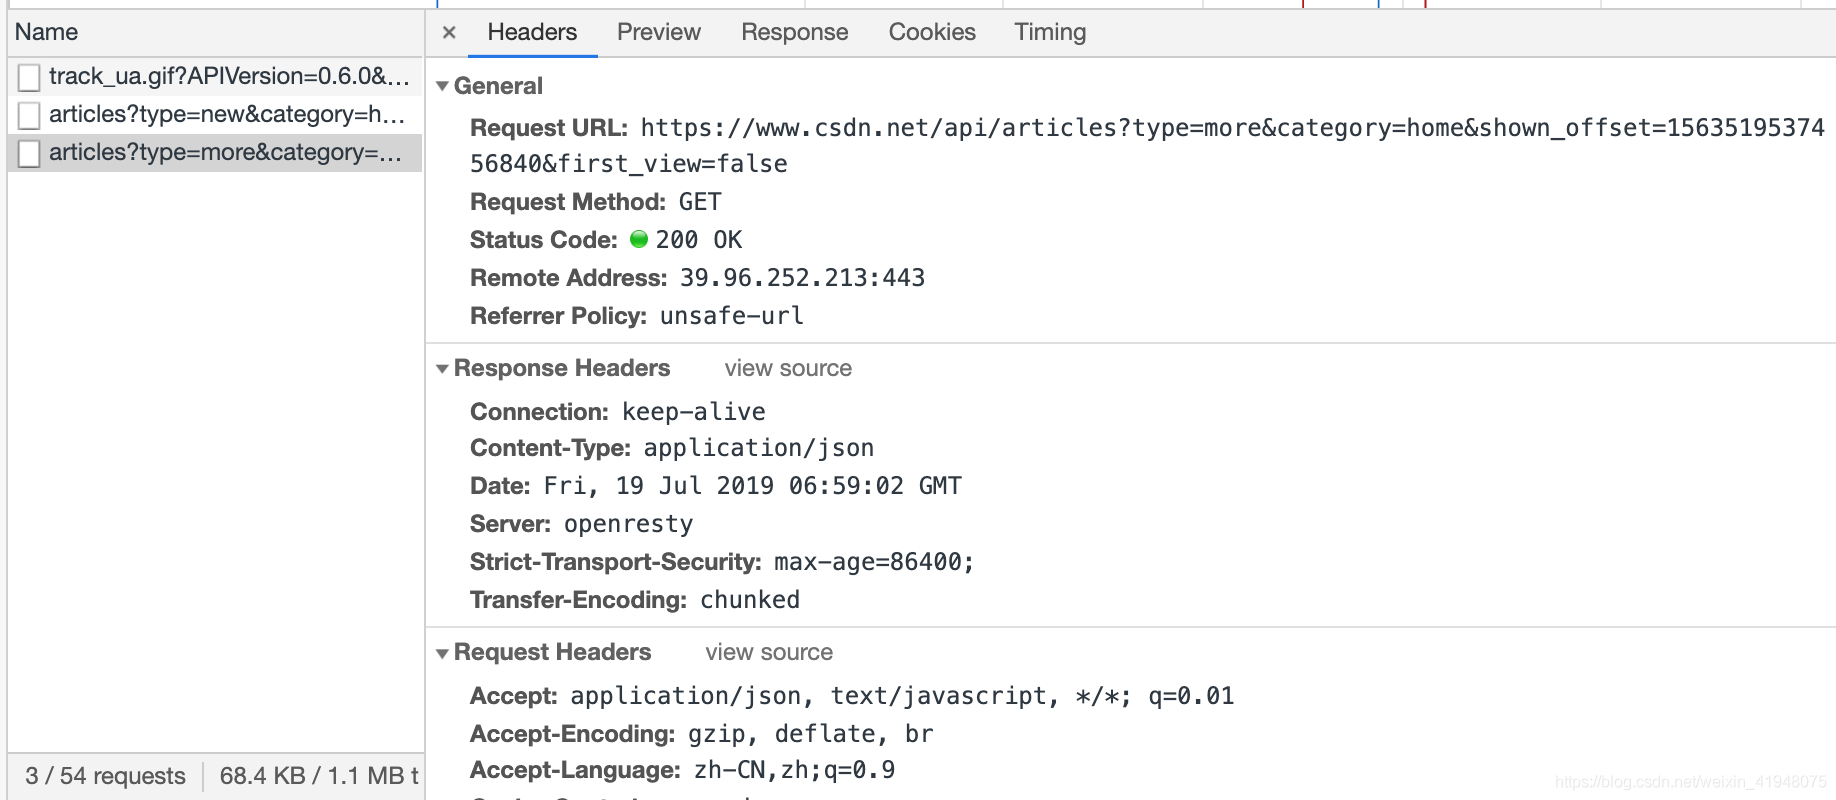 Name
track_ua.gif?APIVersion=0.6.0&...
articles?type=new&category=h...
articles?type=more&category=...
3 / 54 requests
68.4 KB / 1.1 MB t
× Headers Preview Response Cookies Timing
General
Request URL: https://www.csdn.net/api/articles?type=more&category=home&shown_offset=15635195374
56840&first_view=false
Request Method: GET
Status Code: 200 OK
Remote Address: 39.96.252.213:443
Referrer Policy: unsafe-url
Response Headers view source
Connection: keep-alive
Content-Type: application/json
Date: Fri, 19 Jul 2019 06:59:02 GMT
Server: openresty
Strict-Transport-Security: max-age=86400;
Transfer-Encoding: chunked
Request Headers view source
Accept: application/json, text/javascript, */*; q=0.01
Accept-Encoding: gzip, deflate, br
Accept-Language: zh-CN,zh;q=0.9
https://blog.csdn.net/weixin_41948075